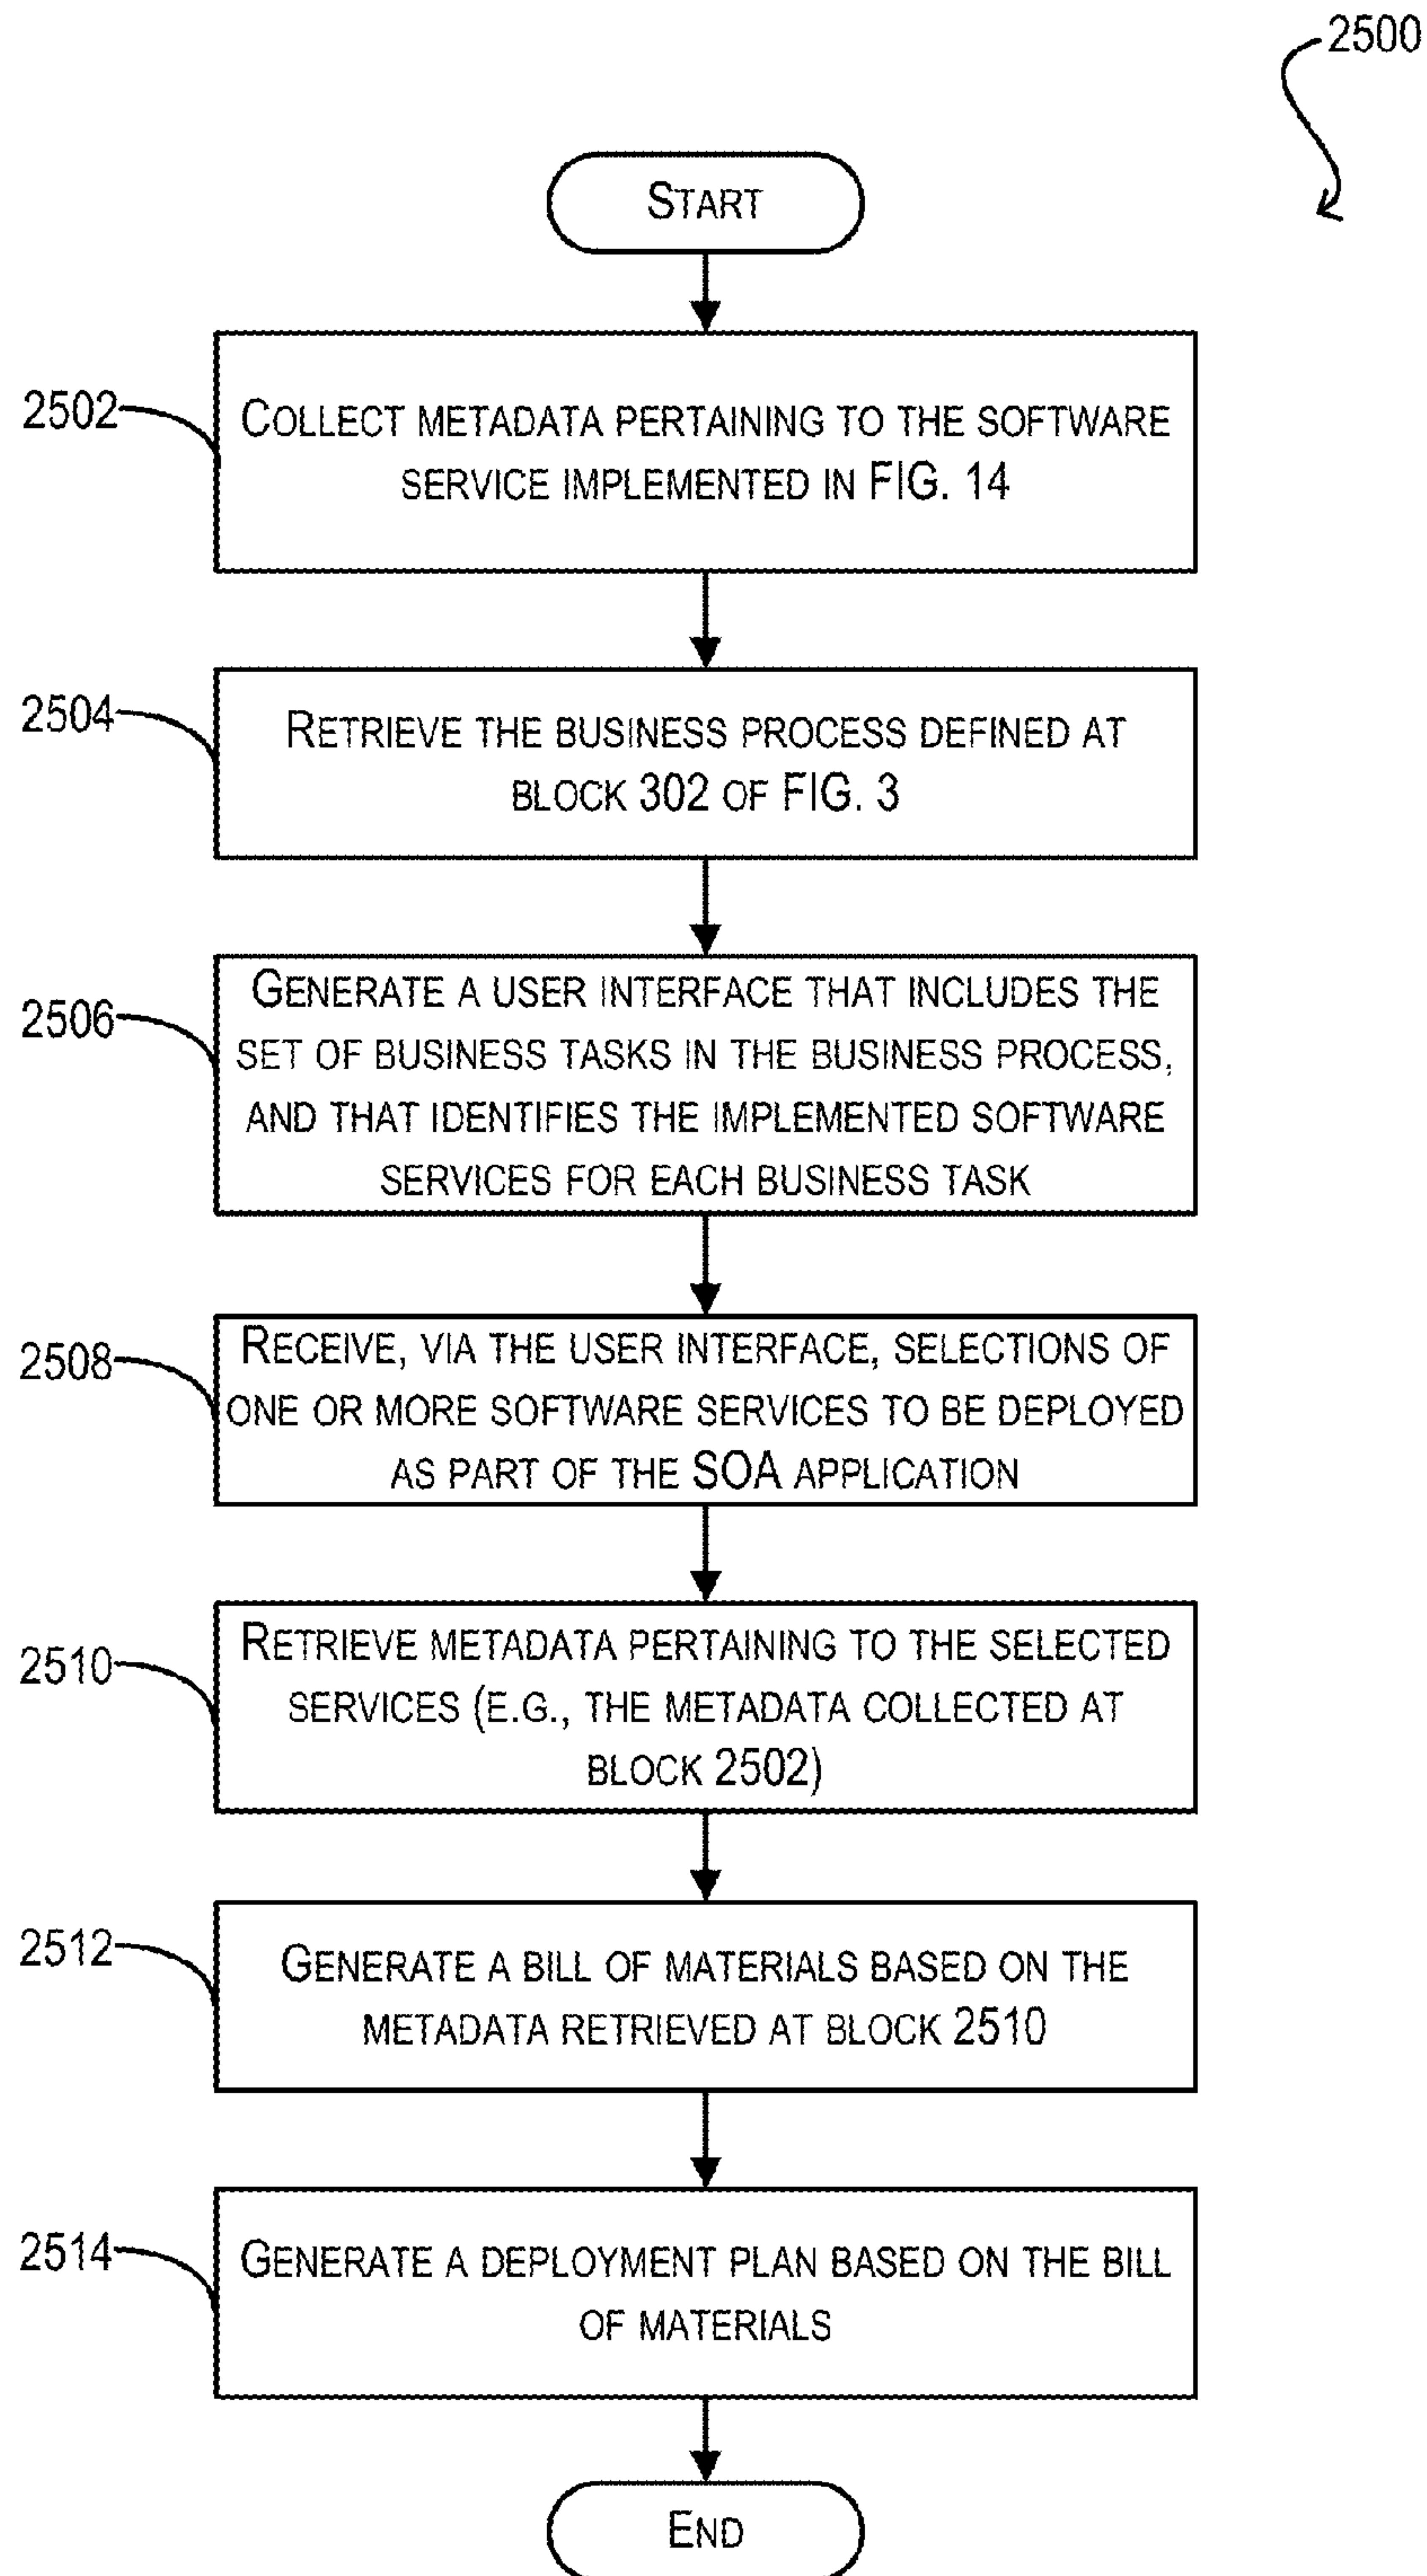 2500
START
2502
COLLECT METADATA PERTAINING TO THE SOFTWARE
SERVICE IMPLEMENTED IN FIG. 14
2504
RETRIEVE THE BUSINESS PROCESS DEFINED AT
BLOCK 302 OF FIG. 3
2506
GENERATE A USER INTERFACE THAT INCLUDES THE
SET OF BUSINESS TASKS IN THE BUSINESS PROCESS,
AND THAT IDENTIFIES THE IMPLEMENTED SOFTWARE
SERVICES FOR EACH BUSINESS TASK
2508
RECEIVE, VIA THE USER INTERFACE, SELECTIONS OF
ONE OR MORE SOFTWARE SERVICES TO BE DEPLOYED
AS PART OF THE SOA APPLICATION
2510
RETRIEVE METADATA PERTAINING TO THE SELECTED
SERVICES (E.G., THE METADATA COLLECTED AT
BLOCK 2502)
2512
GENERATE A BILL OF MATERIALS BASED ON THE
METADATA RETRIEVED AT BLOCK 2510
2514
GENERATE A DEPLOYMENT PLAN BASED ON THE BILL
OF MATERIALS
END